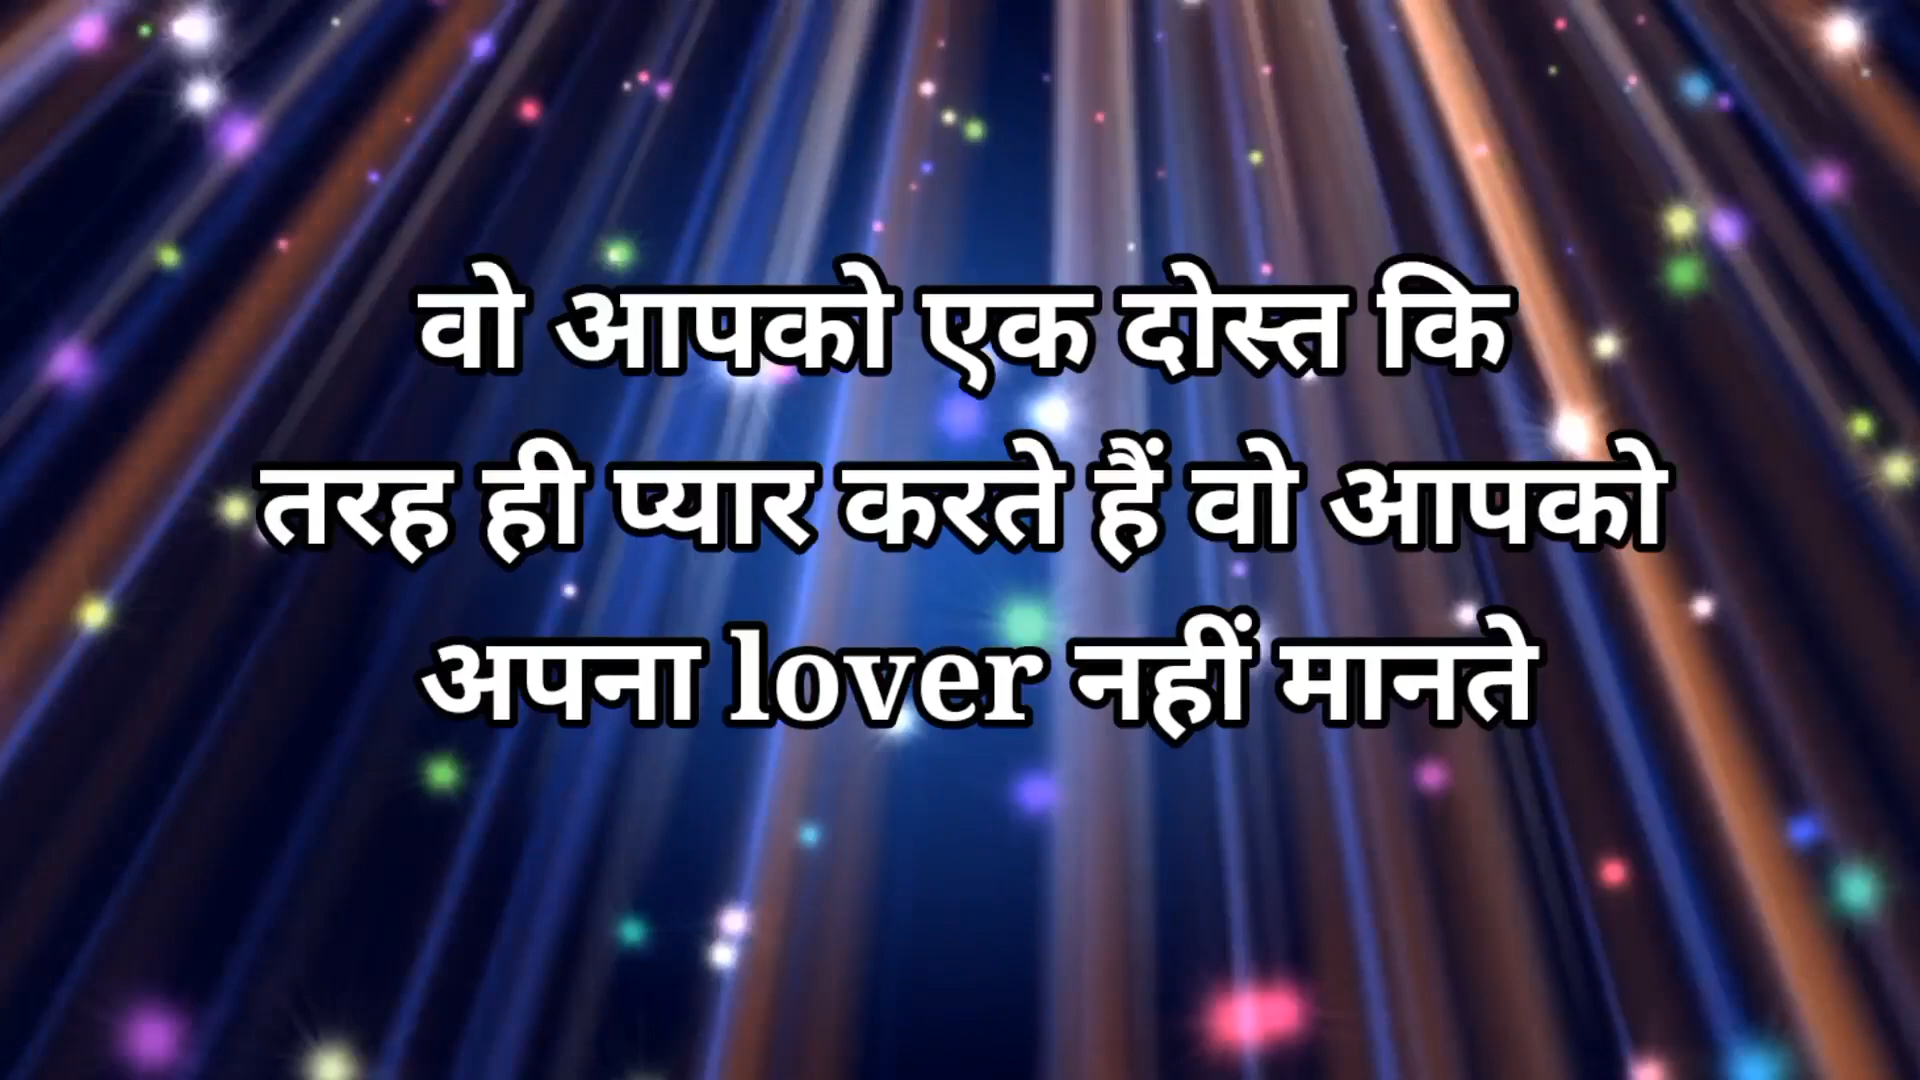 वो आपको एक दोस्त कि
तरह ही प्यार करते हैं वो आपको
अपना lover नहीं मानते